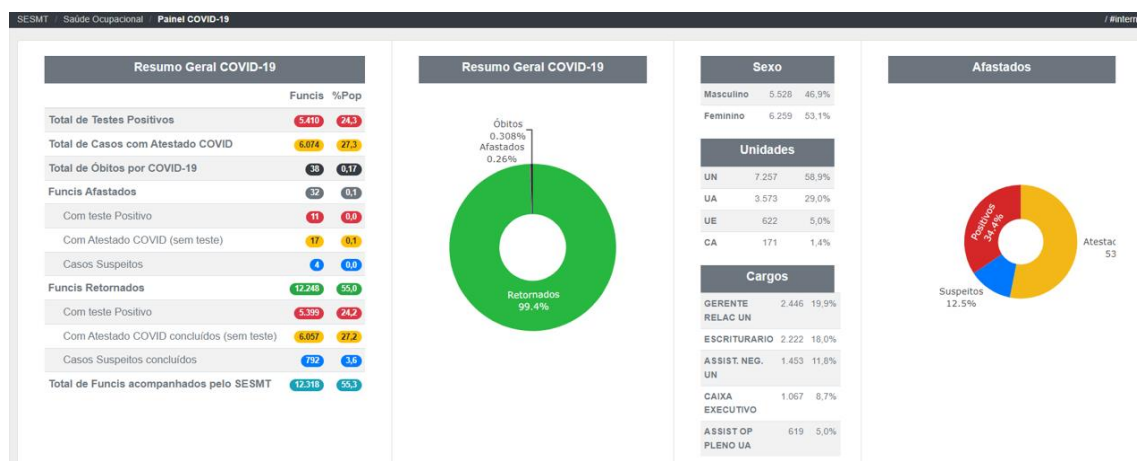 SESMT / Saúde Ocupacional / Painel COVID-19
/ #intern
Resumo Geral COVID-19
Funcis %Pop
Total de Testes Positivos 5.410 24,3
Total de Casos com Atestado COVID 6.074 27,3
Total de Óbitos por COVID-19 38 0,17
Funcis Afastados 32 0,1
Com teste Positivo 11 0,0
Com Atestado COVID (sem teste) 17 0,1
Casos Suspeitos 4 0,0
Funcis Retornados 12.248 55,0
Com teste Positivo 5.399 24,2
Com Atestado COVID concluídos (sem teste) 6.057 27,2
Casos Suspeitos concluídos 792 3,6
Total de Funcis acompanhados pelo SESMT 12.318 55,3
Resumo Geral COVID-19
Óbitos
0.308%
Afastados
0.26%
Retornados
99.4%
Sexo
Masculino 5.528 46,9%
Feminino 6.259 53,1%
Unidades
UN 7.257 58,9%
UA 3.573 29,0%
UE 622 5,0%
CA 171 1,4%
Cargos
GERENTE 2.446 19,9%
RELAC UN
ESCRITURARIO 2.222 18,0%
ASSIST. NEG. 1.453 11,8%
UN
CAIXA 1.067 8,7%
EXECUTIVO
ASSIST OP 619 5,0%
PLENO UA
Afastados
Positivos
34.4%
Atestac
53
Suspeitos
12.5%